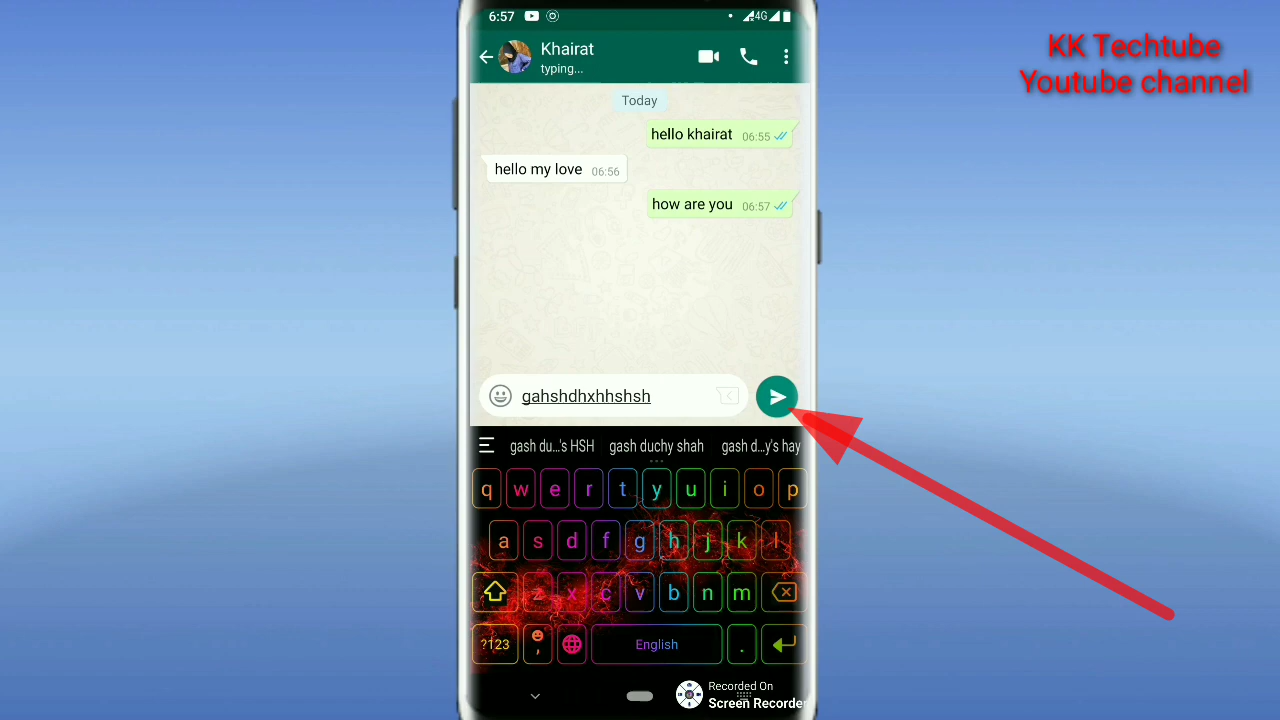 6:57
4G
KK Techtube
Youtube channel
Khairat
typing...
Today
hello khairat 06:55
hello my love 06:56
how are you 06:57
gahshdhxhhshsh
gash du...'s HSH gash duchy shah gash d...y's hay
q w e r t y u i o p
a s d f g h j k l
z x c v b n m
?123 , English .
Recorded On
Screen Recorder